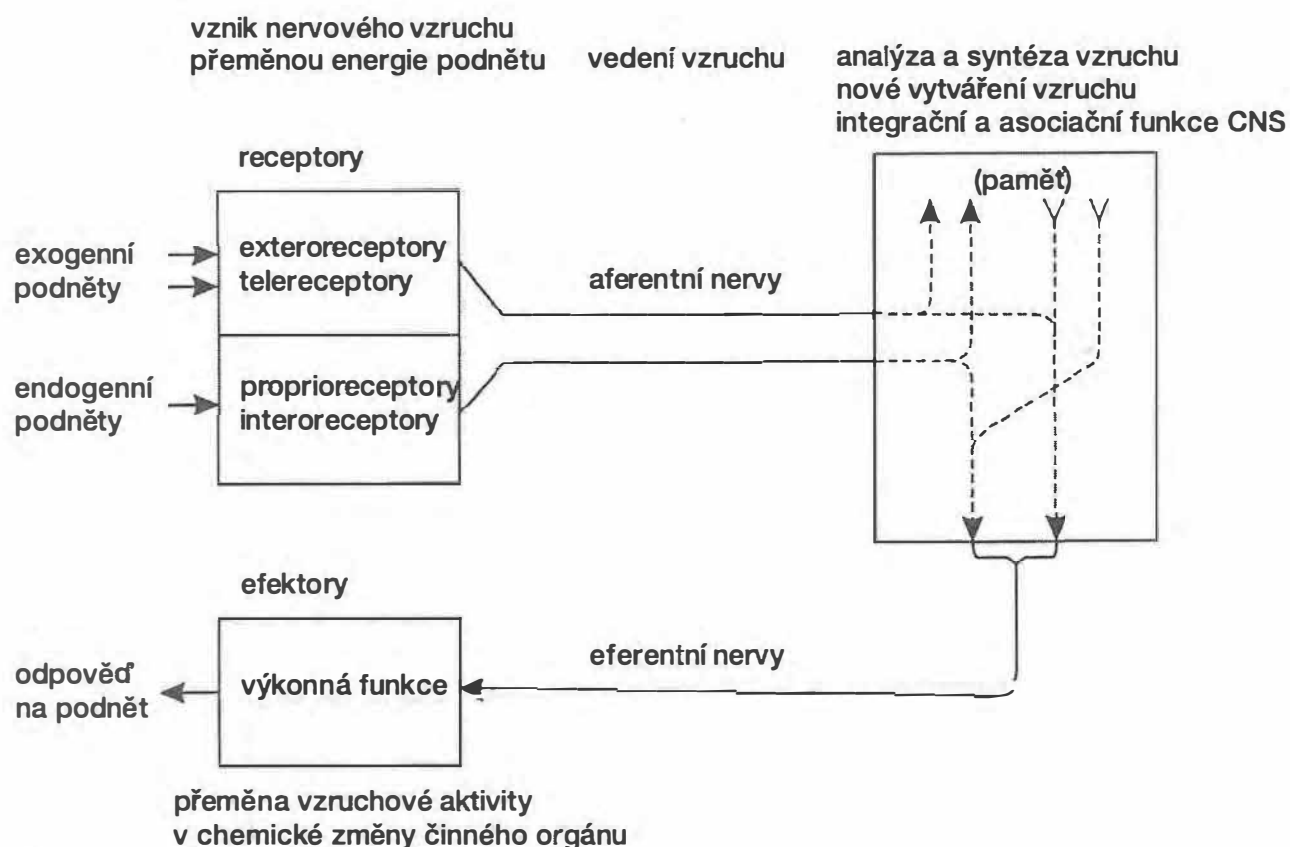 vznik nervového vzruchu
přeměnou energie podnětu
vedení vzruchu
analýza a syntéza vzruchu
nové vytváření vzruchu
integrační a asociační funkce CNS
receptory
(paměť)
exogenní
podněty
exteroreceptory
telereceptory
aferentní nervy
endogenní
podněty
proprioreceptory
interoreceptory
efektory
eferentní nervy
odpověď
na podnět
výkonná funkce
přeměna vzruchové aktivity
v chemické změny činného orgánu